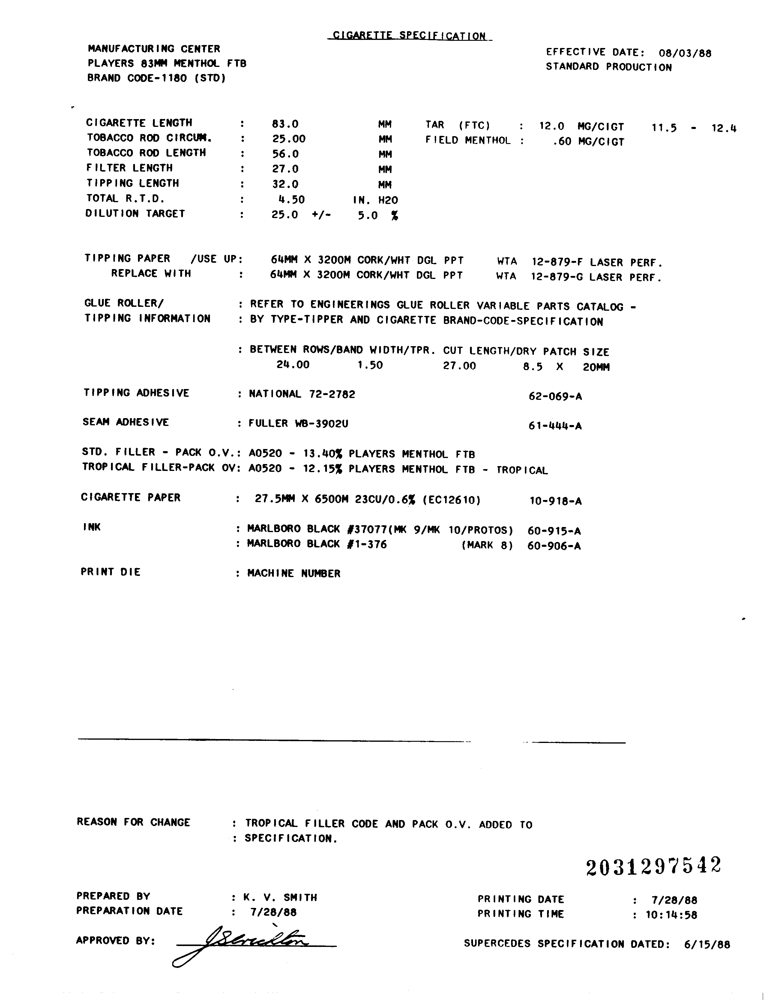 CIGARETTE SPECIFICATION
MANUFACTURING CENTER
PLAYERS 83MM MENTHOL FTB
BRAND CODE-1180 (STD)
EFFECTIVE DATE: 08/03/88
STANDARD PRODUCTION
CIGARETTE LENGTH : 83.0 MM TAR (FTC) : 12.0 MG/CIGT 11.5 - 12.4
TOBACCO ROD CIRCUM. : 25.00 MM FIELD MENTHOL : .60 MG/CIGT
TOBACCO ROD LENGTH : 56.0 MM
FILTER LENGTH : 27.0 MM
TIPPING LENGTH : 32.0 MM
TOTAL R.T.D. : 4.50 IN. H2O
DILUTION TARGET : 25.0 +/- 5.0 %
TIPPING PAPER /USE UP: 64MM X 3200M CORK/WHT DGL PPT WTA 12-879-F LASER PERF.
REPLACE WITH : 64MM X 3200M CORK/WHT DGL PPT WTA 12-879-G LASER PERF.
GLUE ROLLER/ : REFER TO ENGINEERINGS GLUE ROLLER VARIABLE PARTS CATALOG -
TIPPING INFORMATION : BY TYPE-TIPPER AND CIGARETTE BRAND-CODE-SPECIFICATION
: BETWEEN ROWS/BAND WIDTH/TPR. CUT LENGTH/DRY PATCH SIZE
24.00 1.50 27.00 8.5 X 20MM
TIPPING ADHESIVE : NATIONAL 72-2782 62-069-A
SEAM ADHESIVE : FULLER WB-3902U 61-444-A
STD. FILLER - PACK O.V.: A0520 - 13.40% PLAYERS MENTHOL FTB
TROPICAL FILLER-PACK OV: A0520 - 12.15% PLAYERS MENTHOL FTB - TROPICAL
CIGARETTE PAPER : 27.5MM X 6500M 23CU/0.6% (EC12610) 10-918-A
INK : MARLBORO BLACK #37077(MK 9/MK 10/PROTOS) 60-915-A
: MARLBORO BLACK #1-376 (MARK 8) 60-906-A
PRINT DIE : MACHINE NUMBER
REASON FOR CHANGE : TROPICAL FILLER CODE AND PACK O.V. ADDED TO
: SPECIFICATION.
2031297542
PREPARED BY : K. V. SMITH PRINTING DATE : 7/28/88
PREPARATION DATE : 7/28/88 PRINTING TIME : 10:14:58
APPROVED BY: SUPERCEDES SPECIFICATION DATED: 6/15/88